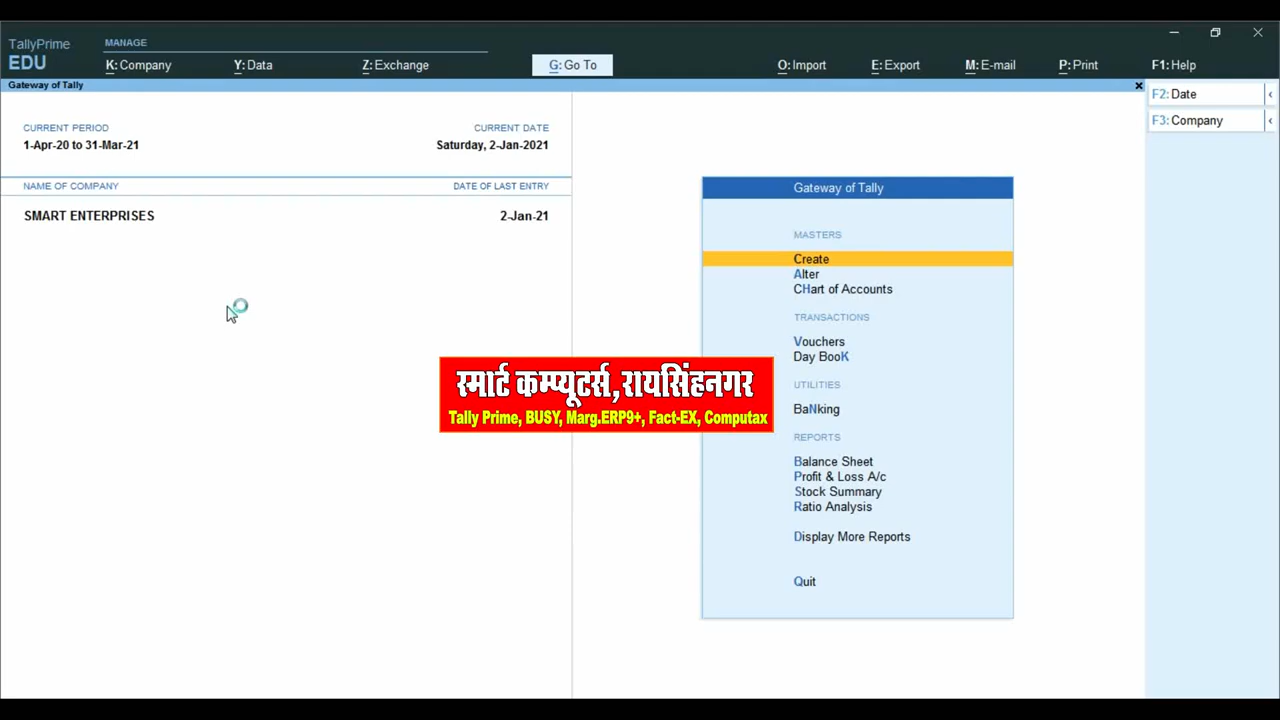 TallyPrime
EDU
MANAGE
K: Company
Y: Data
Z: Exchange
G: Go To
O: Import
E: Export
M: E-mail
P: Print
F1: Help
Gateway of Tally
CURRENT PERIOD
1-Apr-20 to 31-Mar-21
CURRENT DATE
Saturday, 2-Jan-2021
NAME OF COMPANY
DATE OF LAST ENTRY
SMART ENTERPRISES
2-Jan-21
Gateway of Tally
MASTERS
Create
Alter
CHart of Accounts
TRANSACTIONS
Vouchers
Day BooK
UTILITIES
BaNking
REPORTS
Balance Sheet
Profit & Loss A/c
Stock Summary
Ratio Analysis
Display More Reports
Quit
स्मार्ट कम्प्यूटर्स,रायसिंहनगर
Tally Prime, BUSY, Marg.ERP9+, Fact-EX, Computax
F2: Date
F3: Company